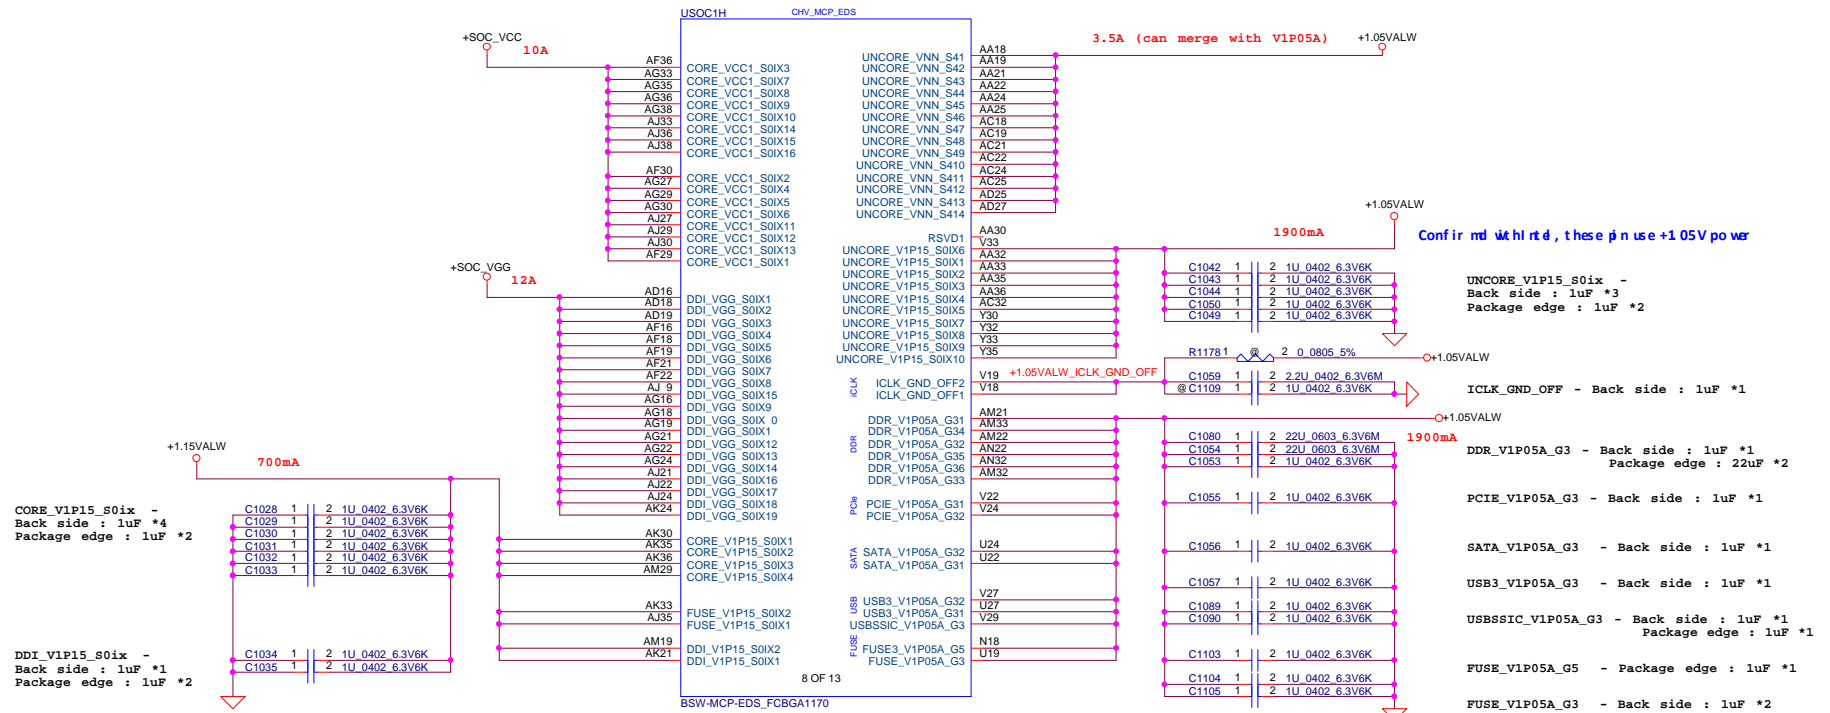 USOC1H
CHV_MCP_EDS
+SOC_VCC
10A
AF36 CORE_VCC1_S0IX3
AG33 CORE_VCC1_S0IX7
AG35 CORE_VCC1_S0IX8
AG36 CORE_VCC1_S0IX9
AG38 CORE_VCC1_S0IX10
AJ33 CORE_VCC1_S0IX14
AJ36 CORE_VCC1_S0IX15
AJ38 CORE_VCC1_S0IX16
AF30 CORE_VCC1_S0IX2
AG27 CORE_VCC1_S0IX4
AG29 CORE_VCC1_S0IX5
AG30 CORE_VCC1_S0IX6
AJ27 CORE_VCC1_S0IX11
AJ29 CORE_VCC1_S0IX12
AJ30 CORE_VCC1_S0IX13
AF29 CORE_VCC1_S0IX1
+SOC_VGG
12A
AD16 DDI_VGG_S0IX1
AD18 DDI_VGG_S0IX2
AD19 DDI_VGG_S0IX3
AF16 DDI_VGG_S0IX4
AF18 DDI_VGG_S0IX5
AF19 DDI_VGG_S0IX6
AF21 DDI_VGG_S0IX7
AF22 DDI_VGG_S0IX8
AJ 9 DDI_VGG_S0IX15
AG16 DDI_VGG S0IX9
AG18 DDI_VGG_S0IX 0
AG19 DDI_VGG_S0IX1
AG21 DDI_VGG_S0IX12
AG22 DDI_VGG_S0IX13
AG24 DDI_VGG_S0IX14
AJ21 DDI_VGG_S0IX16
AJ22 DDI_VGG_S0IX17
AJ24 DDI_VGG_S0IX18
AK24 DDI_VGG_S0IX19
+1.15VALW
700mA
AK30 CORE_V1P15_S0IX1
AK35 CORE_V1P15_S0IX2
AK36 CORE_V1P15_S0IX3
AM29 CORE_V1P15_S0IX4
AK33 FUSE_V1P15_S0IX2
AJ35 FUSE_V1P15_S0IX1
AM19 DDI_V1P15_S0IX2
AK21 DDI_V1P15_S0IX1
CORE_V1P15_S0ix -
Back side : 1uF *4
Package edge : 1uF *2
C1028 1 2 1U_0402_6.3V6K
C1029 1 2 1U_0402_6.3V6K
C1030 1 2 1U_0402_6.3V6K
C1031 1 2 1U_0402_6.3V6K
C1032 1 2 1U_0402_6.3V6K
C1033 1 2 1U_0402_6.3V6K
DDI_V1P15_S0ix -
Back side : 1uF *1
Package edge : 1uF *2
C1034 1 2 1U_0402_6.3V6K
C1035 1 2 1U_0402_6.3V6K
8 OF 13
BSW-MCP-EDS_FCBGA1170
3.5A (can merge with V1P05A)
+1.05VALW
UNCORE_VNN_S41 AA18
UNCORE_VNN_S42 AA19
UNCORE_VNN_S43 AA21
UNCORE_VNN_S44 AA22
UNCORE_VNN_S45 AA24
UNCORE_VNN_S46 AA25
UNCORE_VNN_S47 AC18
UNCORE_VNN_S48 AC19
UNCORE_VNN_S49 AC21
UNCORE_VNN_S410 AC22
UNCORE_VNN_S411 AC24
UNCORE_VNN_S412 AC25
UNCORE_VNN_S413 AD25
UNCORE_VNN_S414 AD27
+1.05VALW
1900mA
Confir md with Intel, these pin use +1 05V power
RSVD1 AA30
UNCORE_V1P15_S0IX6 V33
UNCORE_V1P15_S0IX1 AA32
UNCORE_V1P15_S0IX2 AA33
UNCORE_V1P15_S0IX3 AA35
UNCORE_V1P15_S0IX4 AA36
UNCORE_V1P15_S0IX5 AC32
UNCORE_V1P15_S0IX7 Y30
UNCORE_V1P15_S0IX8 Y32
UNCORE_V1P15_S0IX9 Y33
UNCORE_V1P15_S0IX10 Y35
C1042 1 2 1U_0402_6.3V6K
C1043 1 2 1U_0402_6.3V6K
C1044 1 2 1U_0402_6.3V6K
C1050 1 2 1U_0402_6.3V6K
C1049 1 2 1U_0402_6.3V6K
UNCORE_V1P15_S0ix -
Back side : 1uF *3
Package edge : 1uF *2
R1178 1 @ 2 0_0805_5% +1.05VALW
+1.05VALW_ICLK_GND_OFF
iCLK
ICLK_GND_OFF2 V19
ICLK_GND_OFF1 V18
C1059 1 2 2.2U_0402_6.3V6M
@ C1109 1 2 1U_0402_6.3V6K
ICLK_GND_OFF - Back side : 1uF *1
+1.05VALW
1900mA
DDR
DDR_V1P05A_G31 AM21
DDR_V1P05A_G34 AM33
DDR_V1P05A_G32 AM22
DDR_V1P05A_G35 AN22
DDR_V1P05A_G36 AN32
DDR_V1P05A_G33 AM32
C1080 1 2 22U_0603_6.3V6M
C1054 1 2 22U_0603_6.3V6M
C1053 1 2 1U_0402_6.3V6K
DDR_V1P05A_G3 - Back side : 1uF *1
Package edge : 22uF *2
PCIe
PCIE_V1P05A_G31 V22
PCIE_V1P05A_G32 V24
C1055 1 2 1U_0402_6.3V6K
PCIE_V1P05A_G3 - Back side : 1uF *1
SATA
SATA_V1P05A_G32 U24
SATA_V1P05A_G31 U22
C1056 1 2 1U_0402_6.3V6K
SATA_V1P05A_G3 - Back side : 1uF *1
C1057 1 2 1U_0402_6.3V6K
USB3_V1P05A_G3 - Back side : 1uF *1
USB
USB3_V1P05A_G32 V27
USB3_V1P05A_G31 U27
USBSSIC_V1P05A_G3 V29
C1089 1 2 1U_0402_6.3V6K
C1090 1 2 1U_0402_6.3V6K
USBSSIC_V1P05A_G3 - Back side : 1uF *1
Package edge : 1uF *1
FUSE
FUSE3_V1P05A_G5 N18
FUSE_V1P05A_G3 U19
C1103 1 2 1U_0402_6.3V6K
FUSE_V1P05A_G5 - Package edge : 1uF *1
C1104 1 2 1U_0402_6.3V6K
C1105 1 2 1U_0402_6.3V6K
FUSE_V1P05A_G3 - Back side : 1uF *2